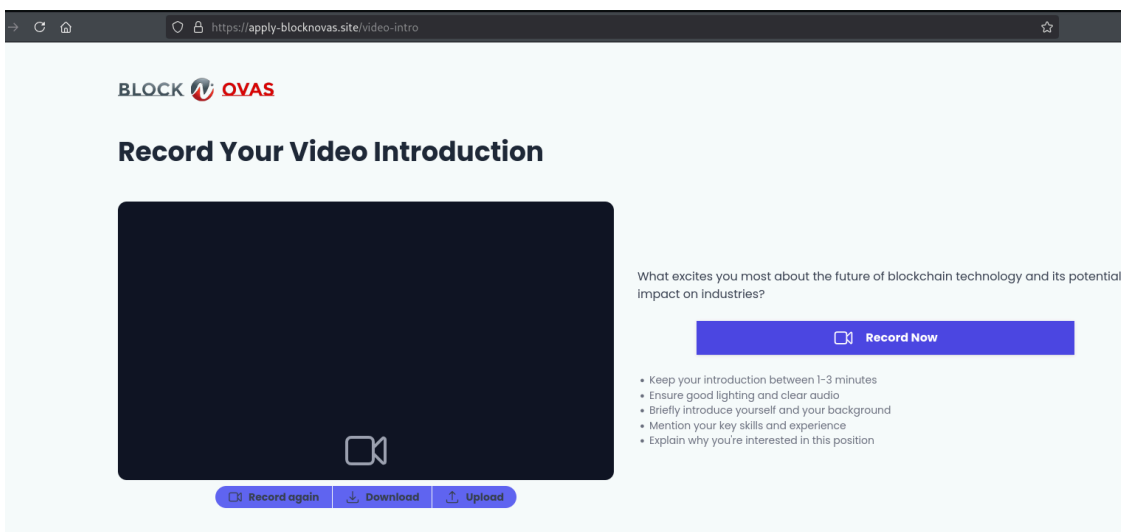 https://apply-blocknovas.site/video-intro
BLOCK N OVAS
Record Your Video Introduction
What excites you most about the future of blockchain technology and its potential
impact on industries?
Record Now
• Keep your introduction between 1-3 minutes
• Ensure good lighting and clear audio
• Briefly introduce yourself and your background
• Mention your key skills and experience
• Explain why you're interested in this position
Record again Download Upload